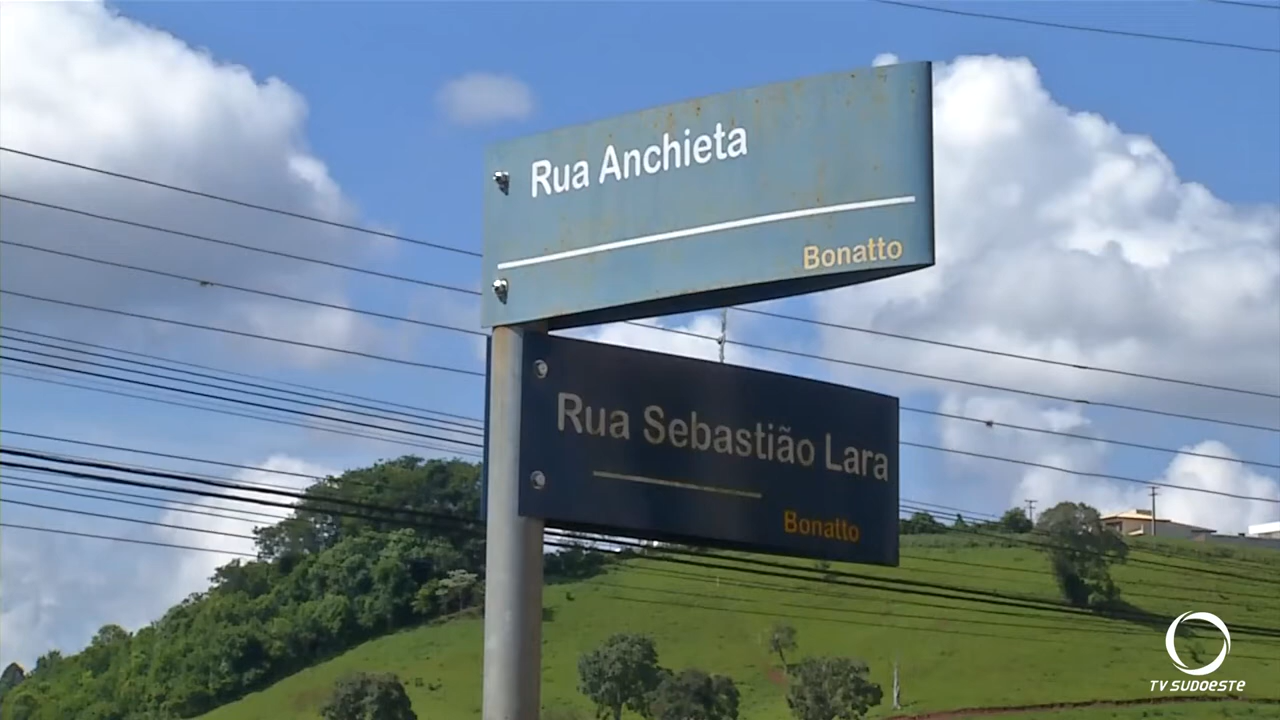 Rua Anchieta
Bonatto
Rua Sebastião Lara
Bonatto
TV SUDOESTE